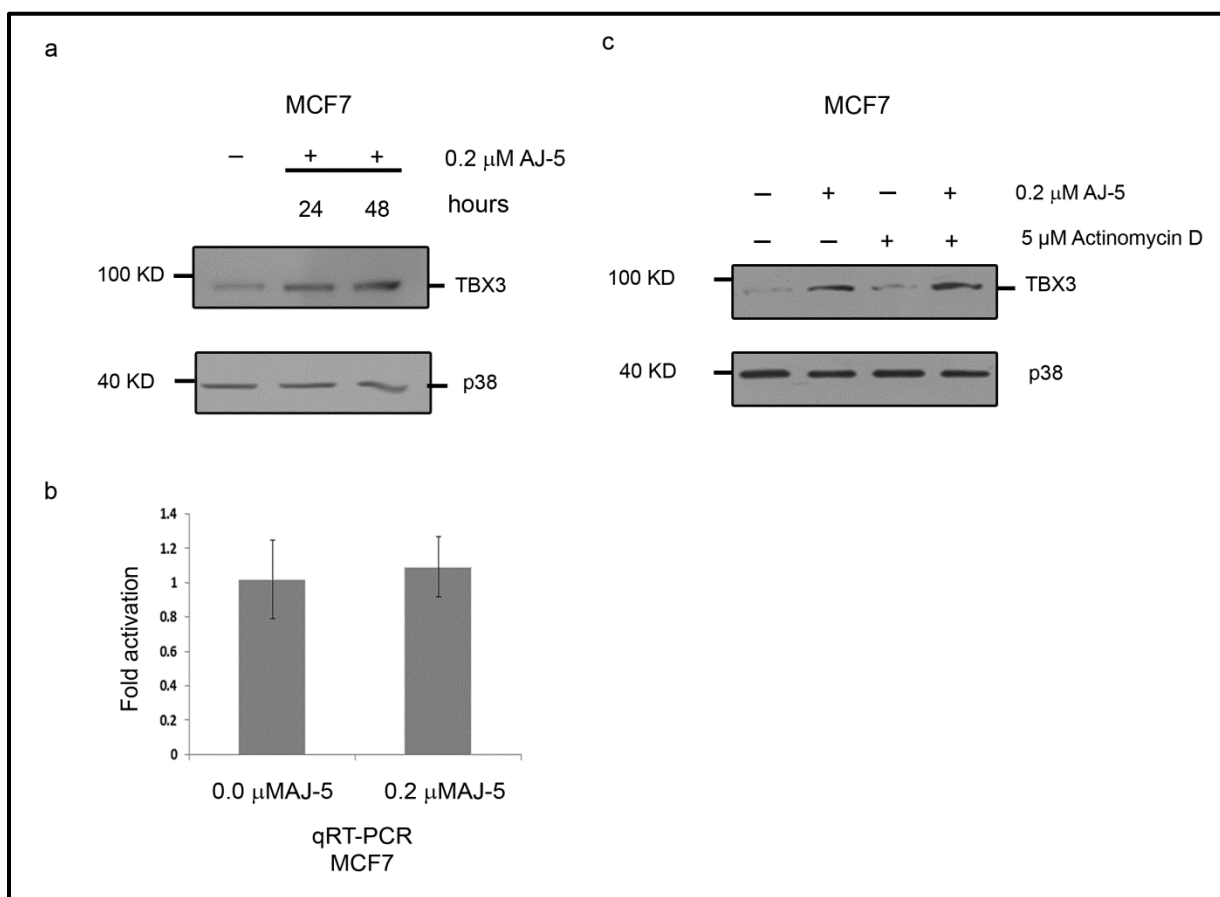 a
MCF7
– + + 0.2 μM AJ-5
24 48 hours
100 KD TBX3
40 KD p38
b
Fold activation
1.4
1.2
1
0.8
0.6
0.4
0.2
0
0.0 μMAJ-5 0.2 μMAJ-5
qRT-PCR
MCF7
c
MCF7
– + – + 0.2 μM AJ-5
– – + + 5 μM Actinomycin D
100 KD TBX3
40 KD p38